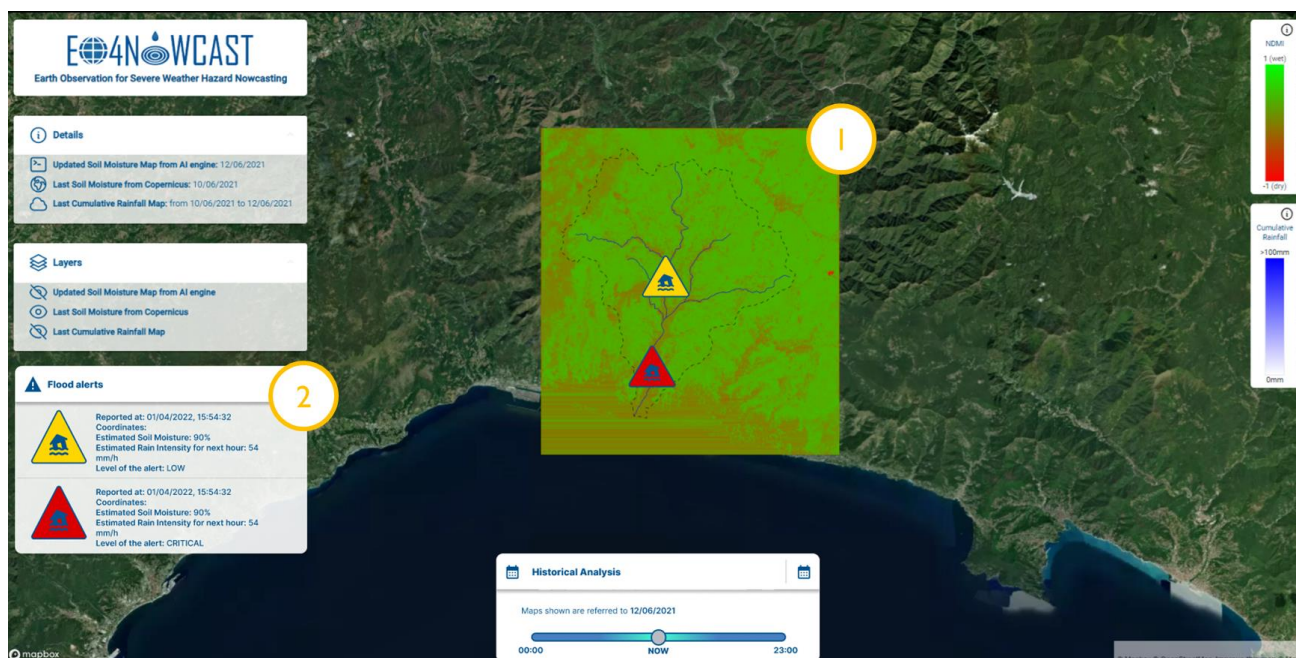 EO4NOWCAST
Earth Observation for Severe Weather Hazard Nowcasting
Details
Updated Soil Moisture Map from AI engine: 12/06/2021
Last Soil Moisture from Copernicus: 10/06/2021
Last Cumulative Rainfall Map: from 10/06/2021 to 12/06/2021
Layers
Updated Soil Moisture Map from AI engine
Last Soil Moisture from Copernicus
Last Cumulative Rainfall Map
Flood alerts
2
Reported at: 01/04/2022, 15:54:32
Coordinates:
Estimated Soil Moisture: 90%
Estimated Rain Intensity for next hour: 54
mm/h
Level of the alert: LOW
Reported at: 01/04/2022, 15:54:32
Coordinates:
Estimated Soil Moisture: 90%
Estimated Rain Intensity for next hour: 54
mm/h
Level of the alert: CRITICAL
1
NDMI
1 (wet)
-1 (dry)
Cumulative
Rainfall
>100mm
0mm
Historical Analysis
Maps shown are referred to 12/06/2021
00:00 NOW 23:00
mapbox